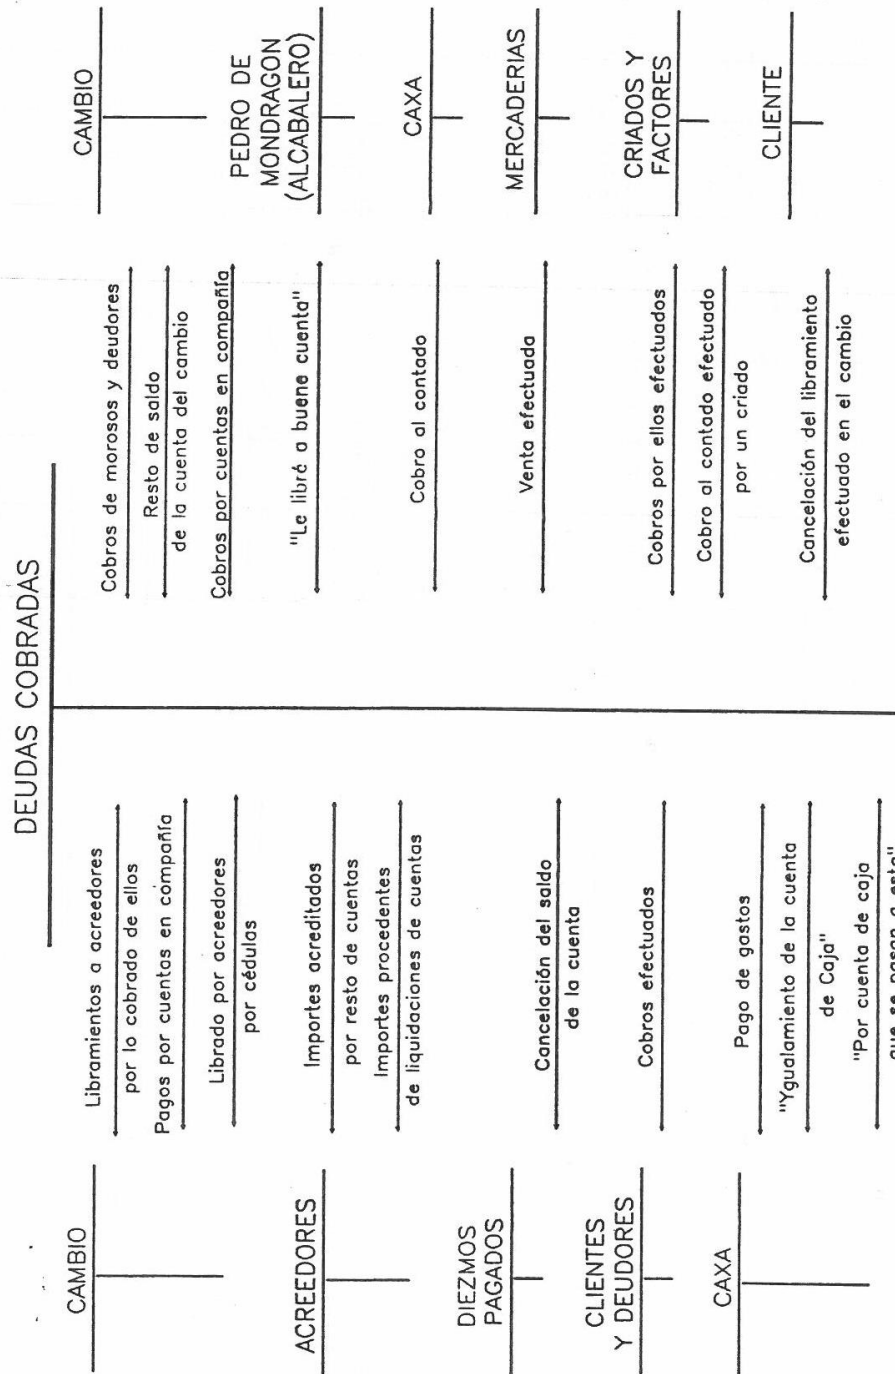 DEUDAS COBRADAS
CAMBIO
Libramientos a acreedores
por lo cobrado de ellos
Pagos por cuentas en compañía
Librado por acreedores
por cédulas
ACREEDORES
Importes acreditados
por resto de cuentas
Importes procedentes
de liquidaciones de cuentas
DIEZMOS
PAGADOS
Cancelación del saldo
de la cuenta
CLIENTES
Y DEUDORES
Cobros efectuados
CAXA
Pago de gastos
"Ygualamiento de la cuenta
de Caja"
"Por cuenta de caja
que se pasan a esta"
Cobros de morosos y deudores
Resto de saldo
de la cuenta del cambio
Cobros por cuentas en compañía
CAMBIO
"Le libré a buene cuenta"
PEDRO DE
MONDRAGON
(ALCABALERO)
Cobro al contado
CAXA
Venta efectuada
MERCADERIAS
Cobros por ellos efectuados
Cobro al contado efectuado
por un criado
CRIADOS Y
FACTORES
Cancelación del libramiento
efectuado en el cambio
CLIENTE